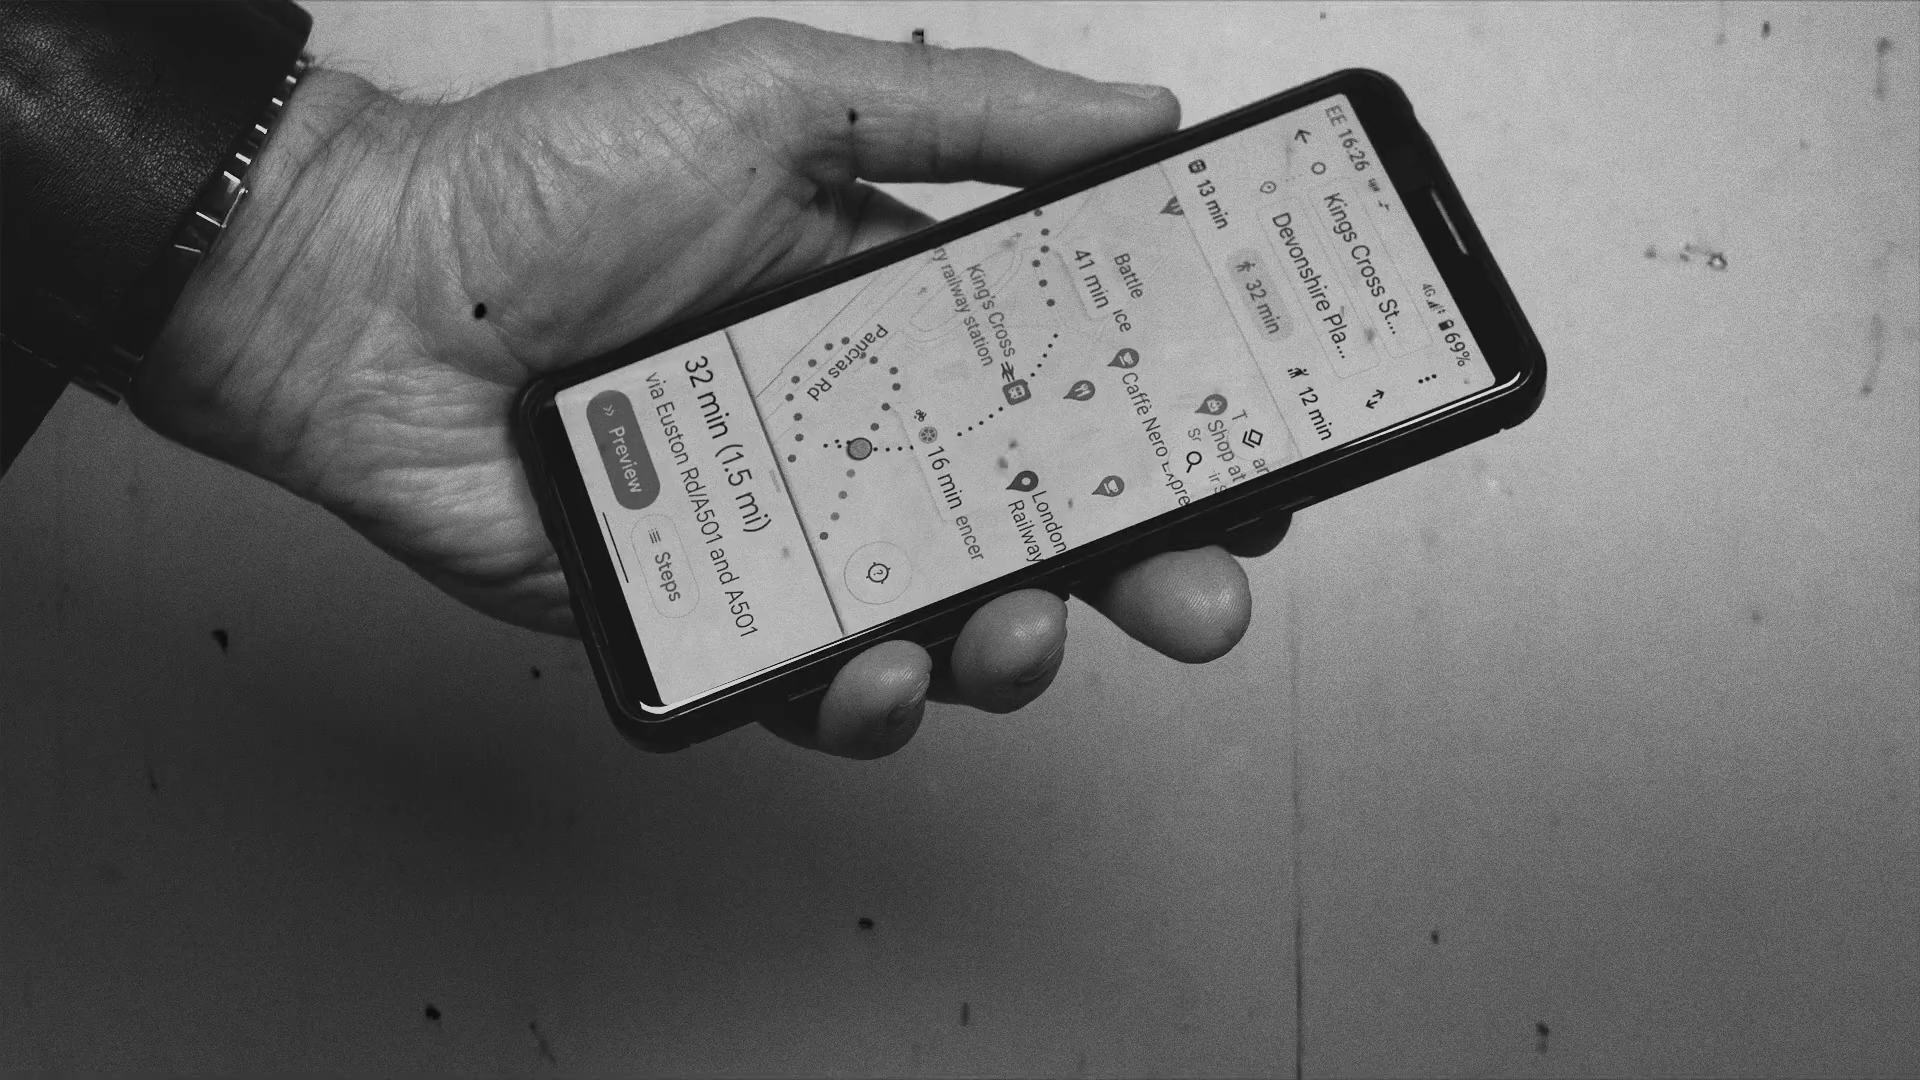 EE 16:26
4G
69%
Kings Cross St...
Devonshire Pla...
13 min
32 min
12 min
Shop at
Battle
41 min
Caffè Nero Expre
King's Cross
railway station
London
Railway
16 min
Pancras Rd
32 min (1.5 mi)
via Euston Rd/A501 and A501
Preview
Steps